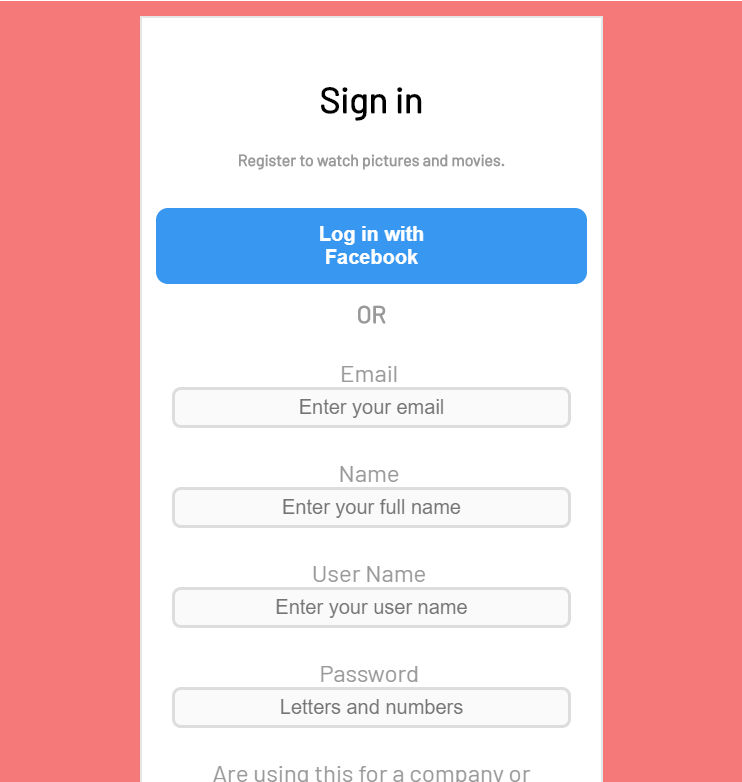 Sign in
Register to watch pictures and movies.
Log in with
Facebook
OR
Email
Enter your email
Name
Enter your full name
User Name
Enter your user name
Password
Letters and numbers
Are using this for a company or